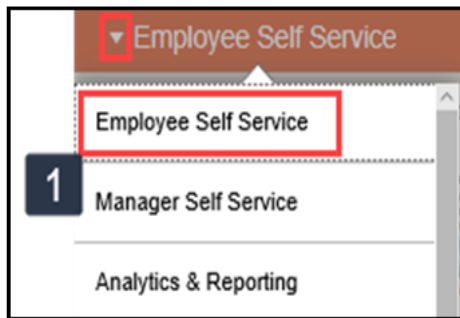 Employee Self Service
Employee Self Service
1
Manager Self Service
Analytics & Reporting